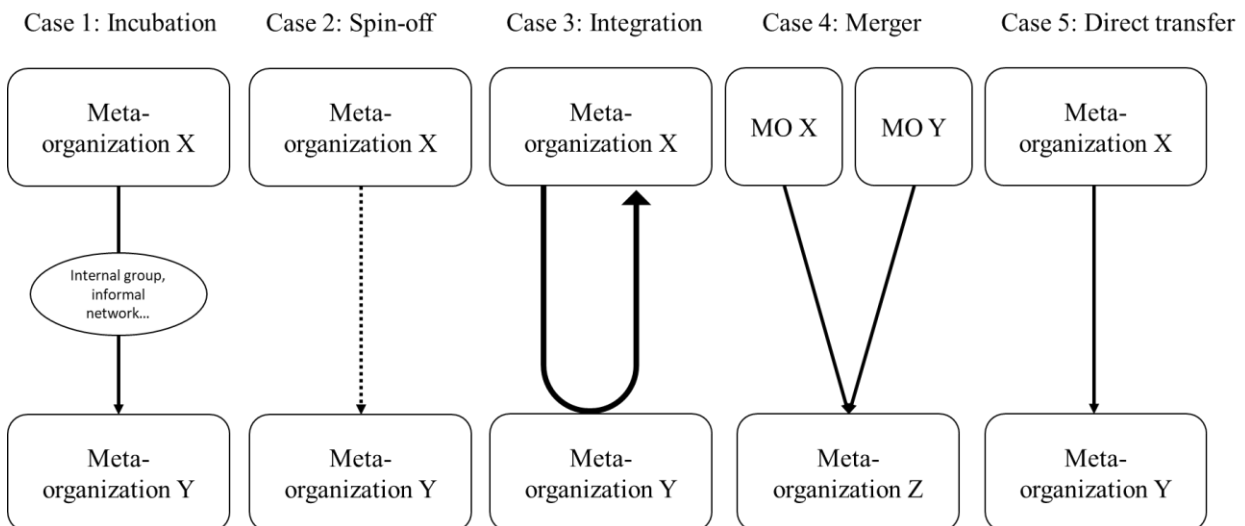 Case 1: Incubation
Case 2: Spin-off
Case 3: Integration
Case 4: Merger
Case 5: Direct transfer
Meta-
organization X
Meta-
organization X
Meta-
organization X
MO X
MO Y
Meta-
organization X
Internal group,
informal
network...
Meta-
organization Y
Meta-
organization Y
Meta-
organization Y
Meta-
organization Z
Meta-
organization Y